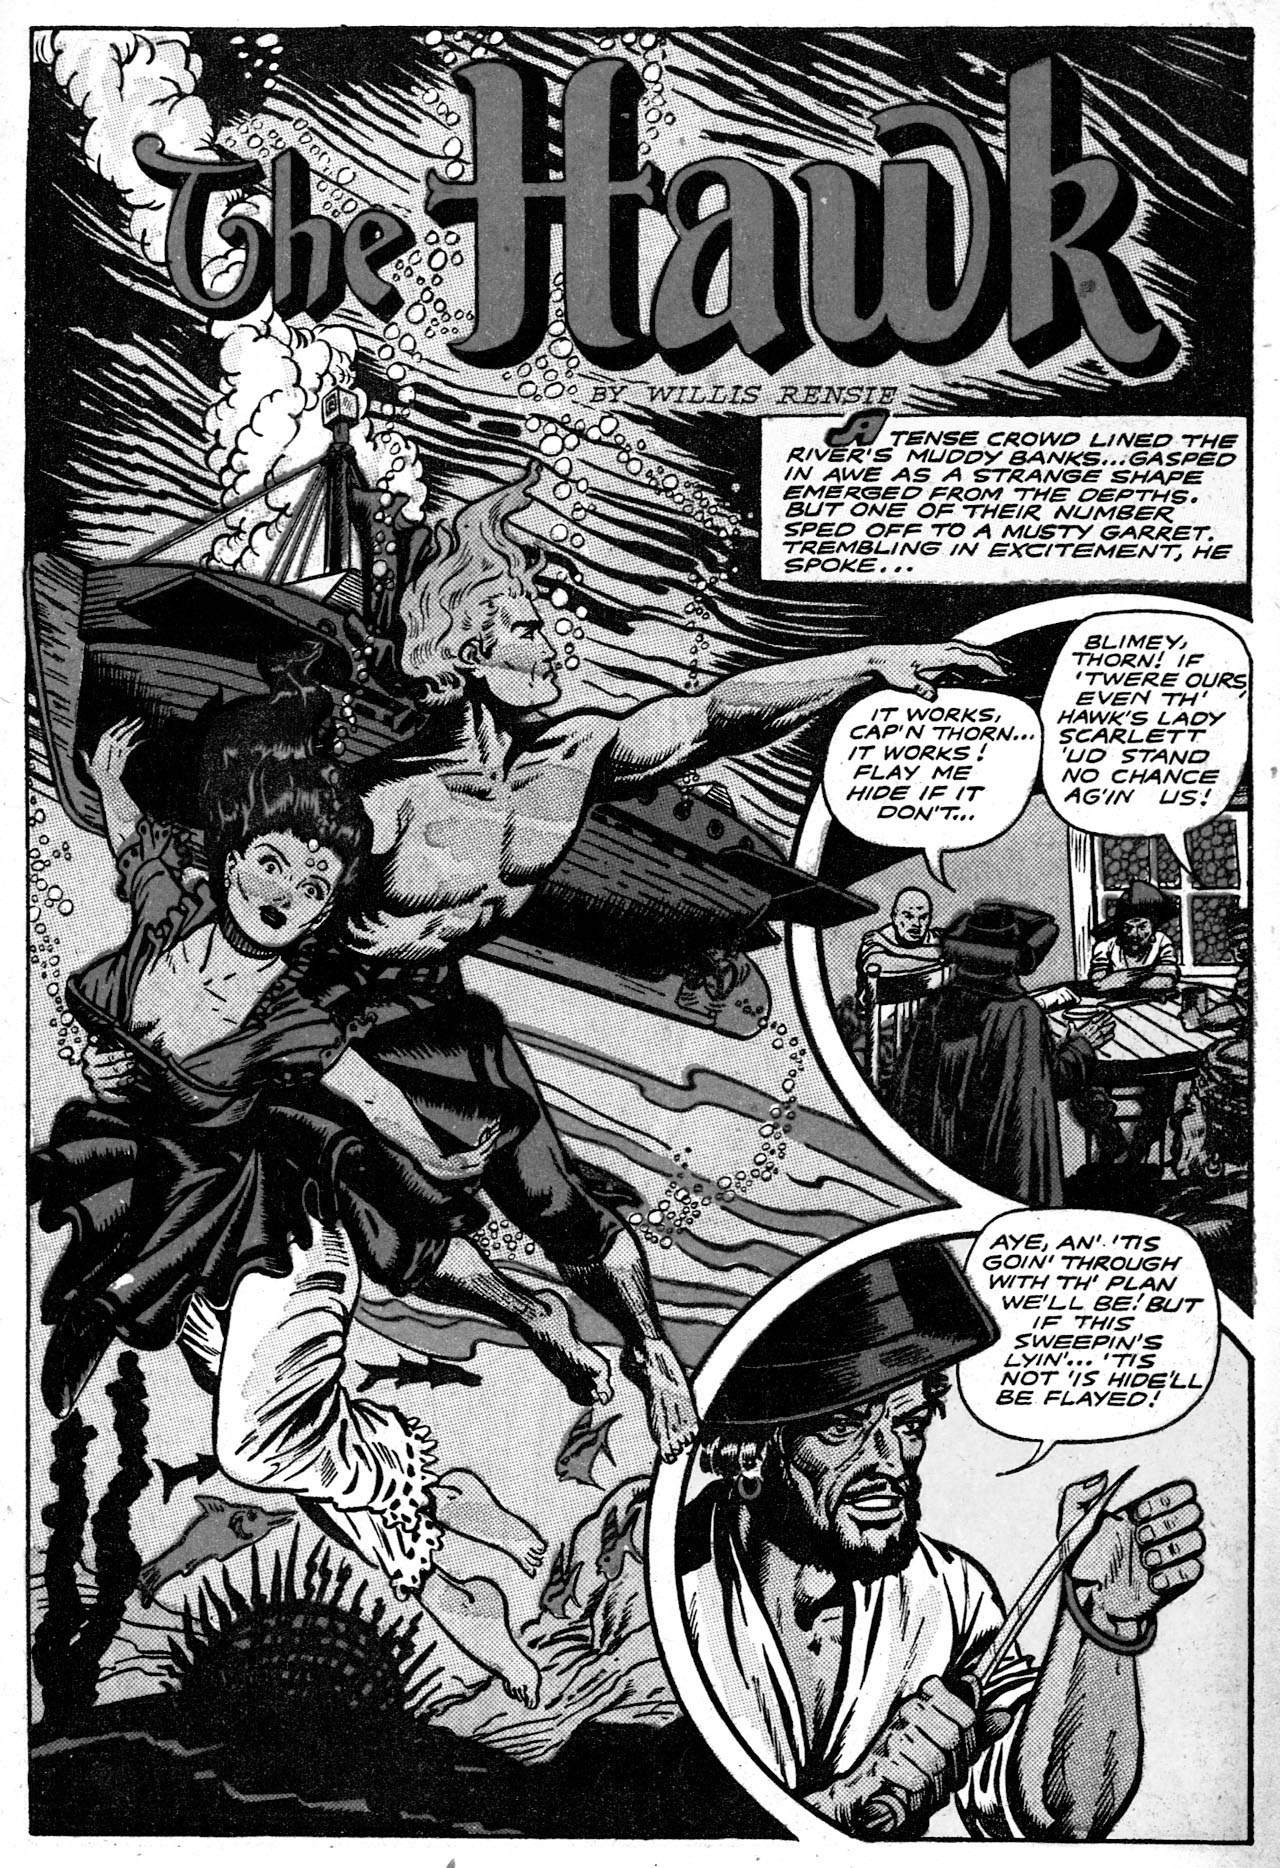 The Hawk
BY WILLIS RENSIE
A TENSE CROWD LINED THE
RIVER'S MUDDY BANKS...GASPED
IN AWE AS A STRANGE SHAPE
EMERGED FROM THE DEPTHS.
BUT ONE OF THEIR NUMBER
SPED OFF TO A MUSTY GARRET.
TREMBLING IN EXCITEMENT, HE
SPOKE...
IT WORKS,
CAP'N THORN...
IT WORKS!
FLAY ME
HIDE IF IT
DON'T...
BLIMEY,
THORN! IF
'TWERE OURS
EVEN TH'
HAWK'S LADY
SCARLETT
'UD STAND
NO CHANCE
AG'IN US!
AYE, AN' 'TIS
GOIN' THROUGH
WITH TH' PLAN
WE'LL BE! BUT
IF THIS
SWEEPIN'S
LYIN'... 'TIS
NOT 'IS HIDE'LL
BE FLAYED!